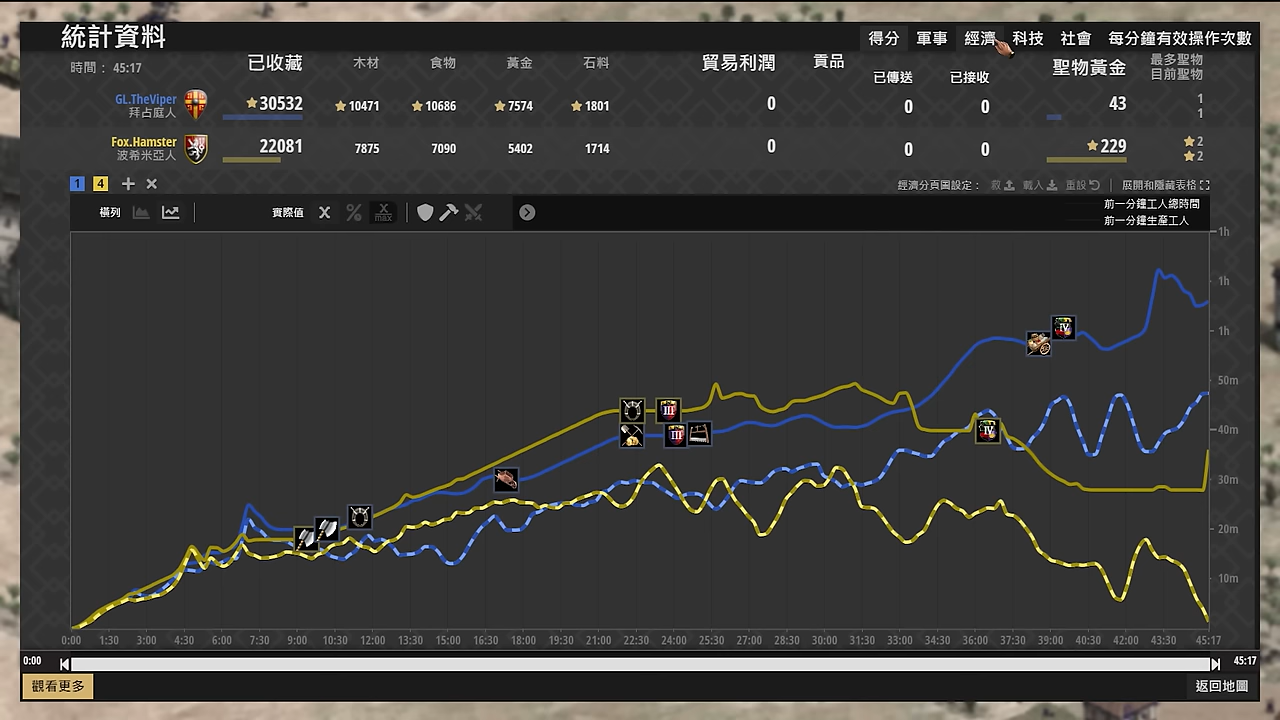 統計資料
得分 軍事 經濟 科技 社會 每分鐘有效操作次數
時間： 45:17
已收藏 木材 食物 黃金 石料 貿易利潤 貢品 已傳送 已接收 聖物黃金 最多聖物
目前聖物
GL.TheViper 30532 10471 10686 7574 1801 0 0 0 43 1
拜占庭人 1
Fox.Hamster 22081 7875 7090 5402 1714 0 0 0 229 2
波希米亞人 2
1 4 經濟分頁圖設定： 載入 重設 展開和隱藏表格
橫列 實際值 X % X max 前一分鐘工人總時間
前一分鐘生產工人
1h
1h
1h
50m
40m
30m
20m
10m
III
III
IV
IV
0:00 1:30 3:00 4:30 6:00 7:30 9:00 10:30 12:00 13:30 15:00 16:30 18:00 19:30 21:00 22:30 24:00 25:30 27:00 28:30 30:00 31:30 33:00 34:30 36:00 37:30 39:00 40:30 42:00 43:30 45:17
0:00 45:17
觀看更多 返回地圖